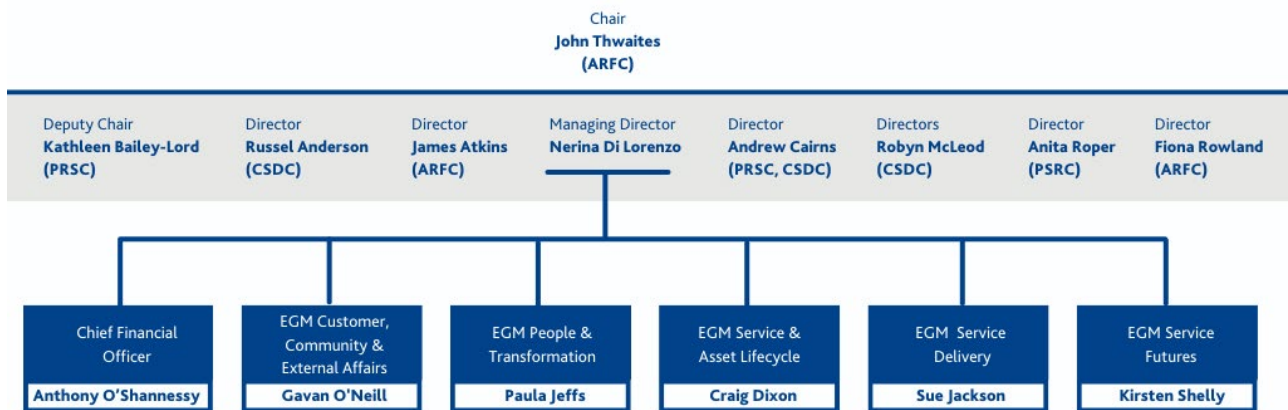 Chair
John Thwaites
(ARFC)
Deputy Chair
Kathleen Bailey-Lord
(PRSC)
Director
Russel Anderson
(CSDC)
Director
James Atkins
(ARFC)
Managing Director
Nerina Di Lorenzo
Director
Andrew Cairns
(PRSC, CSDC)
Directors
Robyn McLeod
(CSDC)
Director
Anita Roper
(PSRC)
Director
Fiona Rowland
(ARFC)
Chief Financial
Officer
Anthony O'Shannessy
EGM Customer,
Community &
External Affairs
Gavan O'Neill
EGM People &
Transformation
Paula Jeffs
EGM Service &
Asset Lifecycle
Craig Dixon
EGM Service
Delivery
Sue Jackson
EGM Service
Futures
Kirsten Shelly